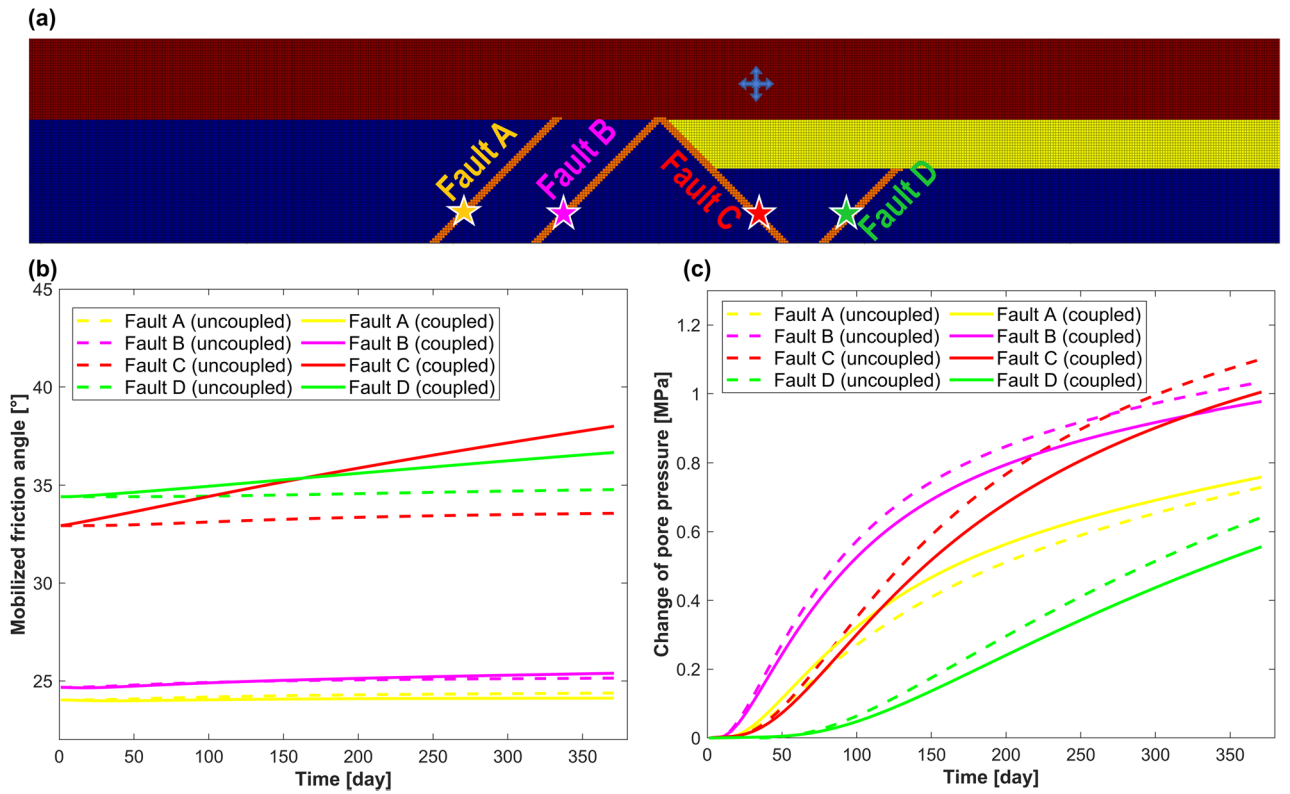 (a)
Fault A
Fault B
Fault C
Fault D
(b)
45
40
35
30
25
Mobilized friction angle [°]
Fault A (uncoupled) Fault A (coupled)
Fault B (uncoupled) Fault B (coupled)
Fault C (uncoupled) Fault C (coupled)
Fault D (uncoupled) Fault D (coupled)
0 50 100 150 200 250 300 350
Time [day]
(c)
1.2
1
0.8
0.6
0.4
0.2
0
Change of pore pressure [MPa]
Fault A (uncoupled) Fault A (coupled)
Fault B (uncoupled) Fault B (coupled)
Fault C (uncoupled) Fault C (coupled)
Fault D (uncoupled) Fault D (coupled)
0 50 100 150 200 250 300 350
Time [day]